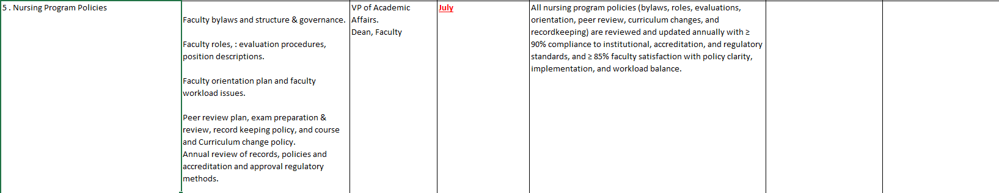 5 . Nursing Program Policies
Faculty bylaws and structure & governance.
Faculty roles, : evaluation procedures,
position descriptions.
Faculty orientation plan and faculty
workload issues.
Peer review plan, exam preparation &
review, record keeping policy, and course
and Curriculum change policy.
Annual review of records, policies and
accreditation and approval regulatory
methods.
VP of Academic
Affairs.
Dean, Faculty
July
All nursing program policies (bylaws, roles, evaluations,
orientation, peer review, curriculum changes, and
recordkeeping) are reviewed and updated annually with ≥
90% compliance to institutional, accreditation, and regulatory
standards, and ≥ 85% faculty satisfaction with policy clarity,
implementation, and workload balance.